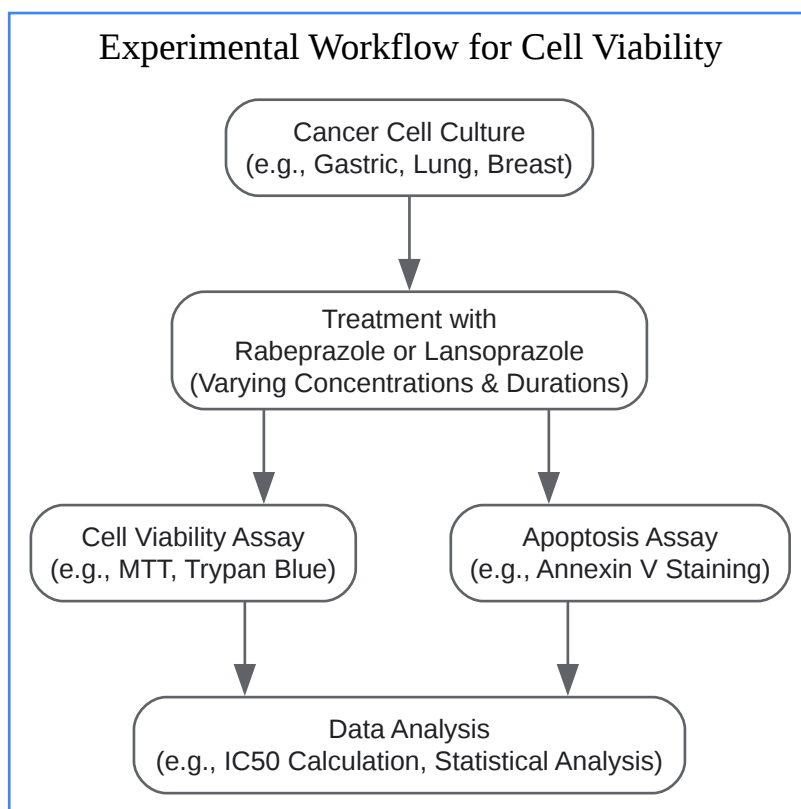 Experimental Workflow for Cell Viability
Cancer Cell Culture
(e.g., Gastric, Lung, Breast)
Treatment with
Rabeprazole or Lansoprazole
(Varying Concentrations & Durations)
Cell Viability Assay
(e.g., MTT, Trypan Blue)
Apoptosis Assay
(e.g., Annexin V Staining)
Data Analysis
(e.g., IC50 Calculation, Statistical Analysis)